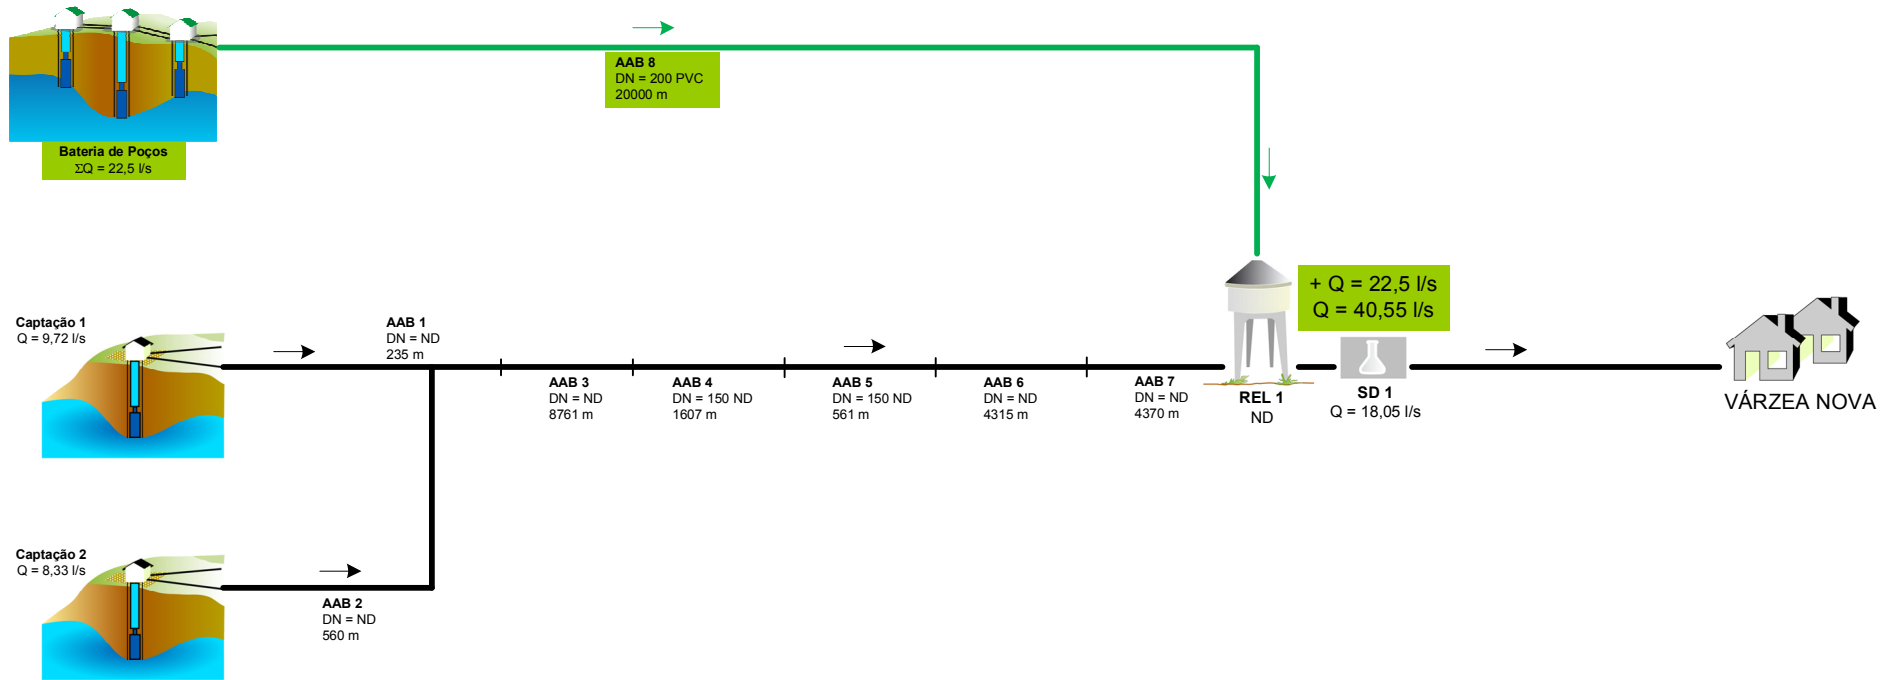 AAB 8
DN = 200 PVC
20000 m
Bateria de Poços
ΣQ = 22,5 l/s
+ Q = 22,5 l/s
Q = 40,55 l/s
Captação 1
Q = 9,72 l/s
AAB 1
DN = ND
235 m
AAB 3
DN = ND
8761 m
AAB 4
DN = 150 ND
1607 m
AAB 5
DN = 150 ND
561 m
AAB 6
DN = ND
4315 m
AAB 7
DN = ND
4370 m
REL 1
ND
SD 1
Q = 18,05 l/s
VÁRZEA NOVA
Captação 2
Q = 8,33 l/s
AAB 2
DN = ND
560 m